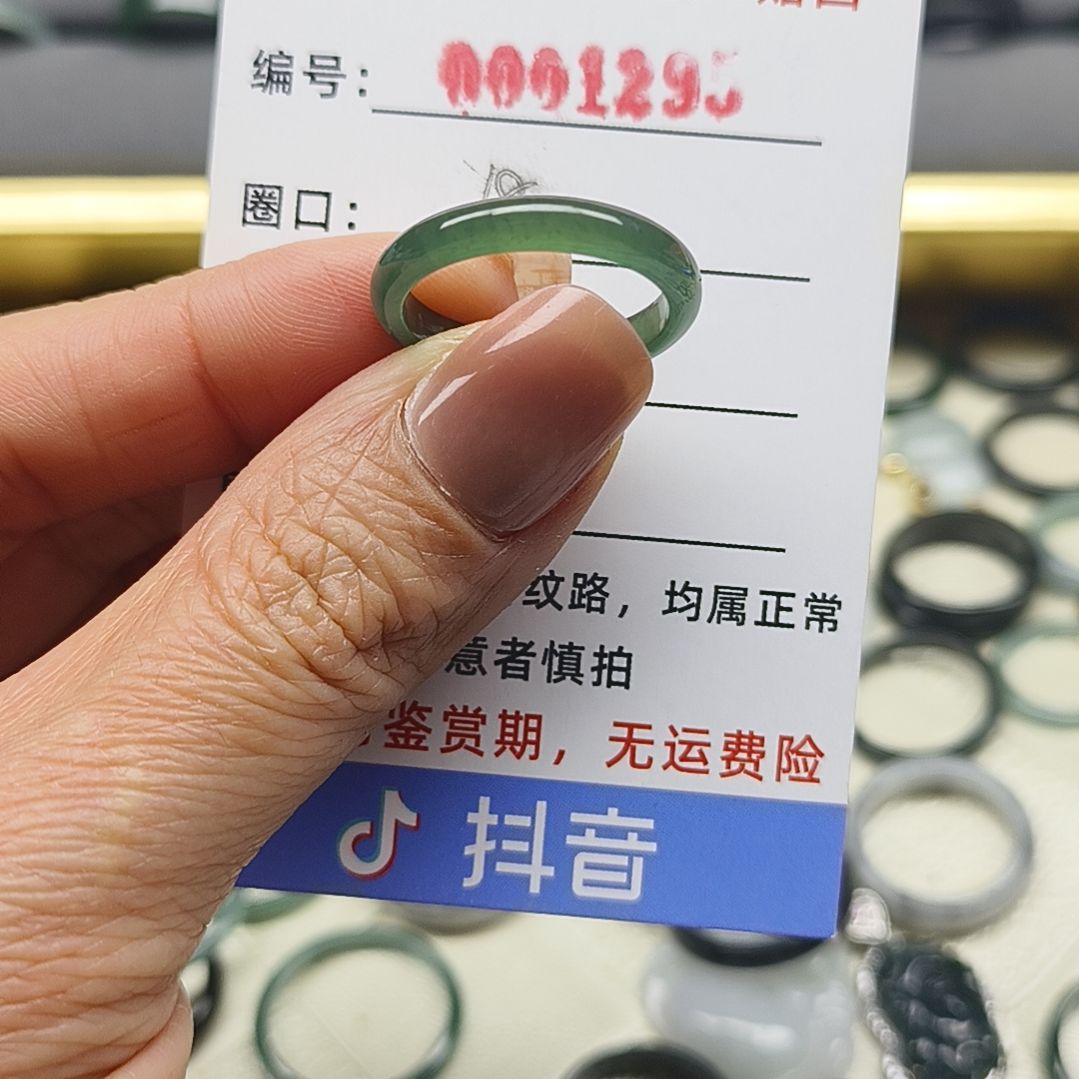 编号：0001295
圈口：
纹路，均属正常
意者慎拍
鉴赏期，无运费险
抖音